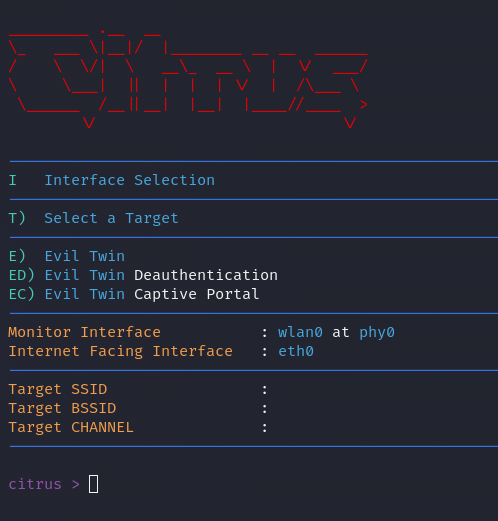 Citrus
I Interface Selection
T) Select a Target
E) Evil Twin
ED) Evil Twin Deauthentication
EC) Evil Twin Captive Portal
Monitor Interface : wlan0 at phy0
Internet Facing Interface : eth0
Target SSID :
Target BSSID :
Target CHANNEL :
citrus >